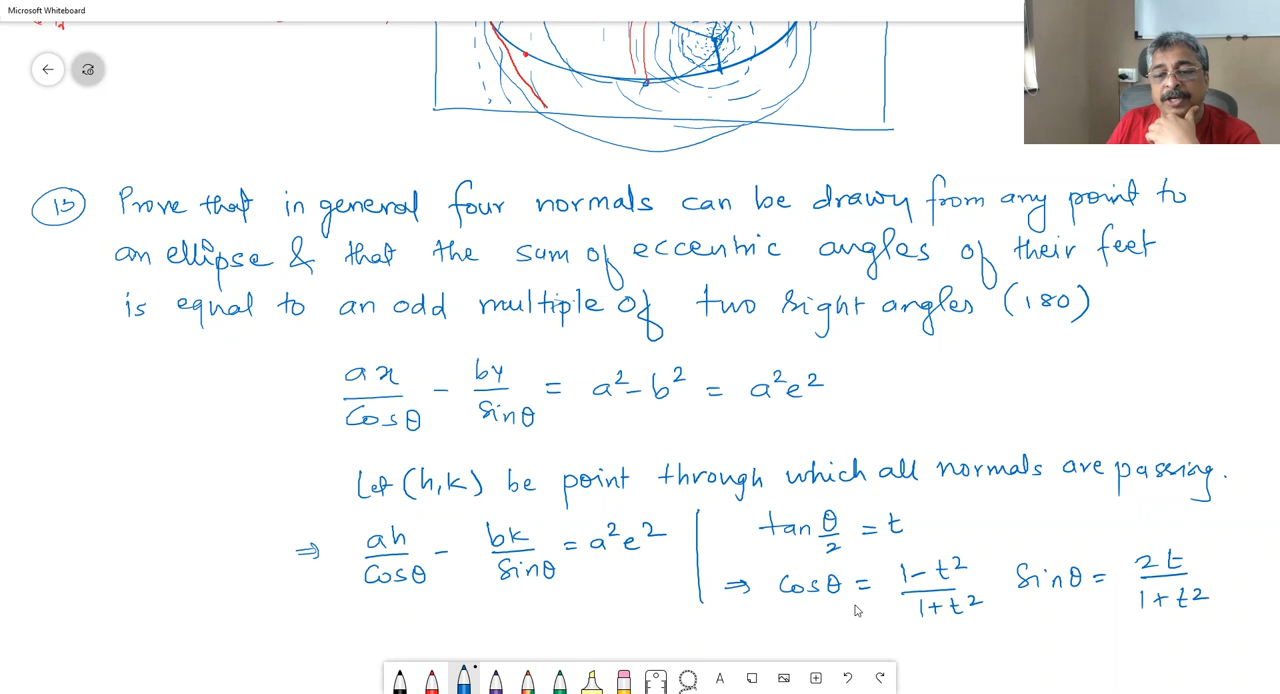 Microsoft Whiteboard
(13) Prove that in general four normals can be drawn from any point to
an ellipse & that the sum of eccentric angles of their feet
is equal to an odd multiple of two right angles (180)
ax/cosθ - by/sinθ = a² - b² = a²e²
Let (h,k) be point through which all normals are passing.
⇒ ah/cosθ - bk/sinθ = a²e² | tan θ/2 = t
⇒ cosθ = (1-t²)/(1+t²) sinθ = 2t/(1+t²)
A